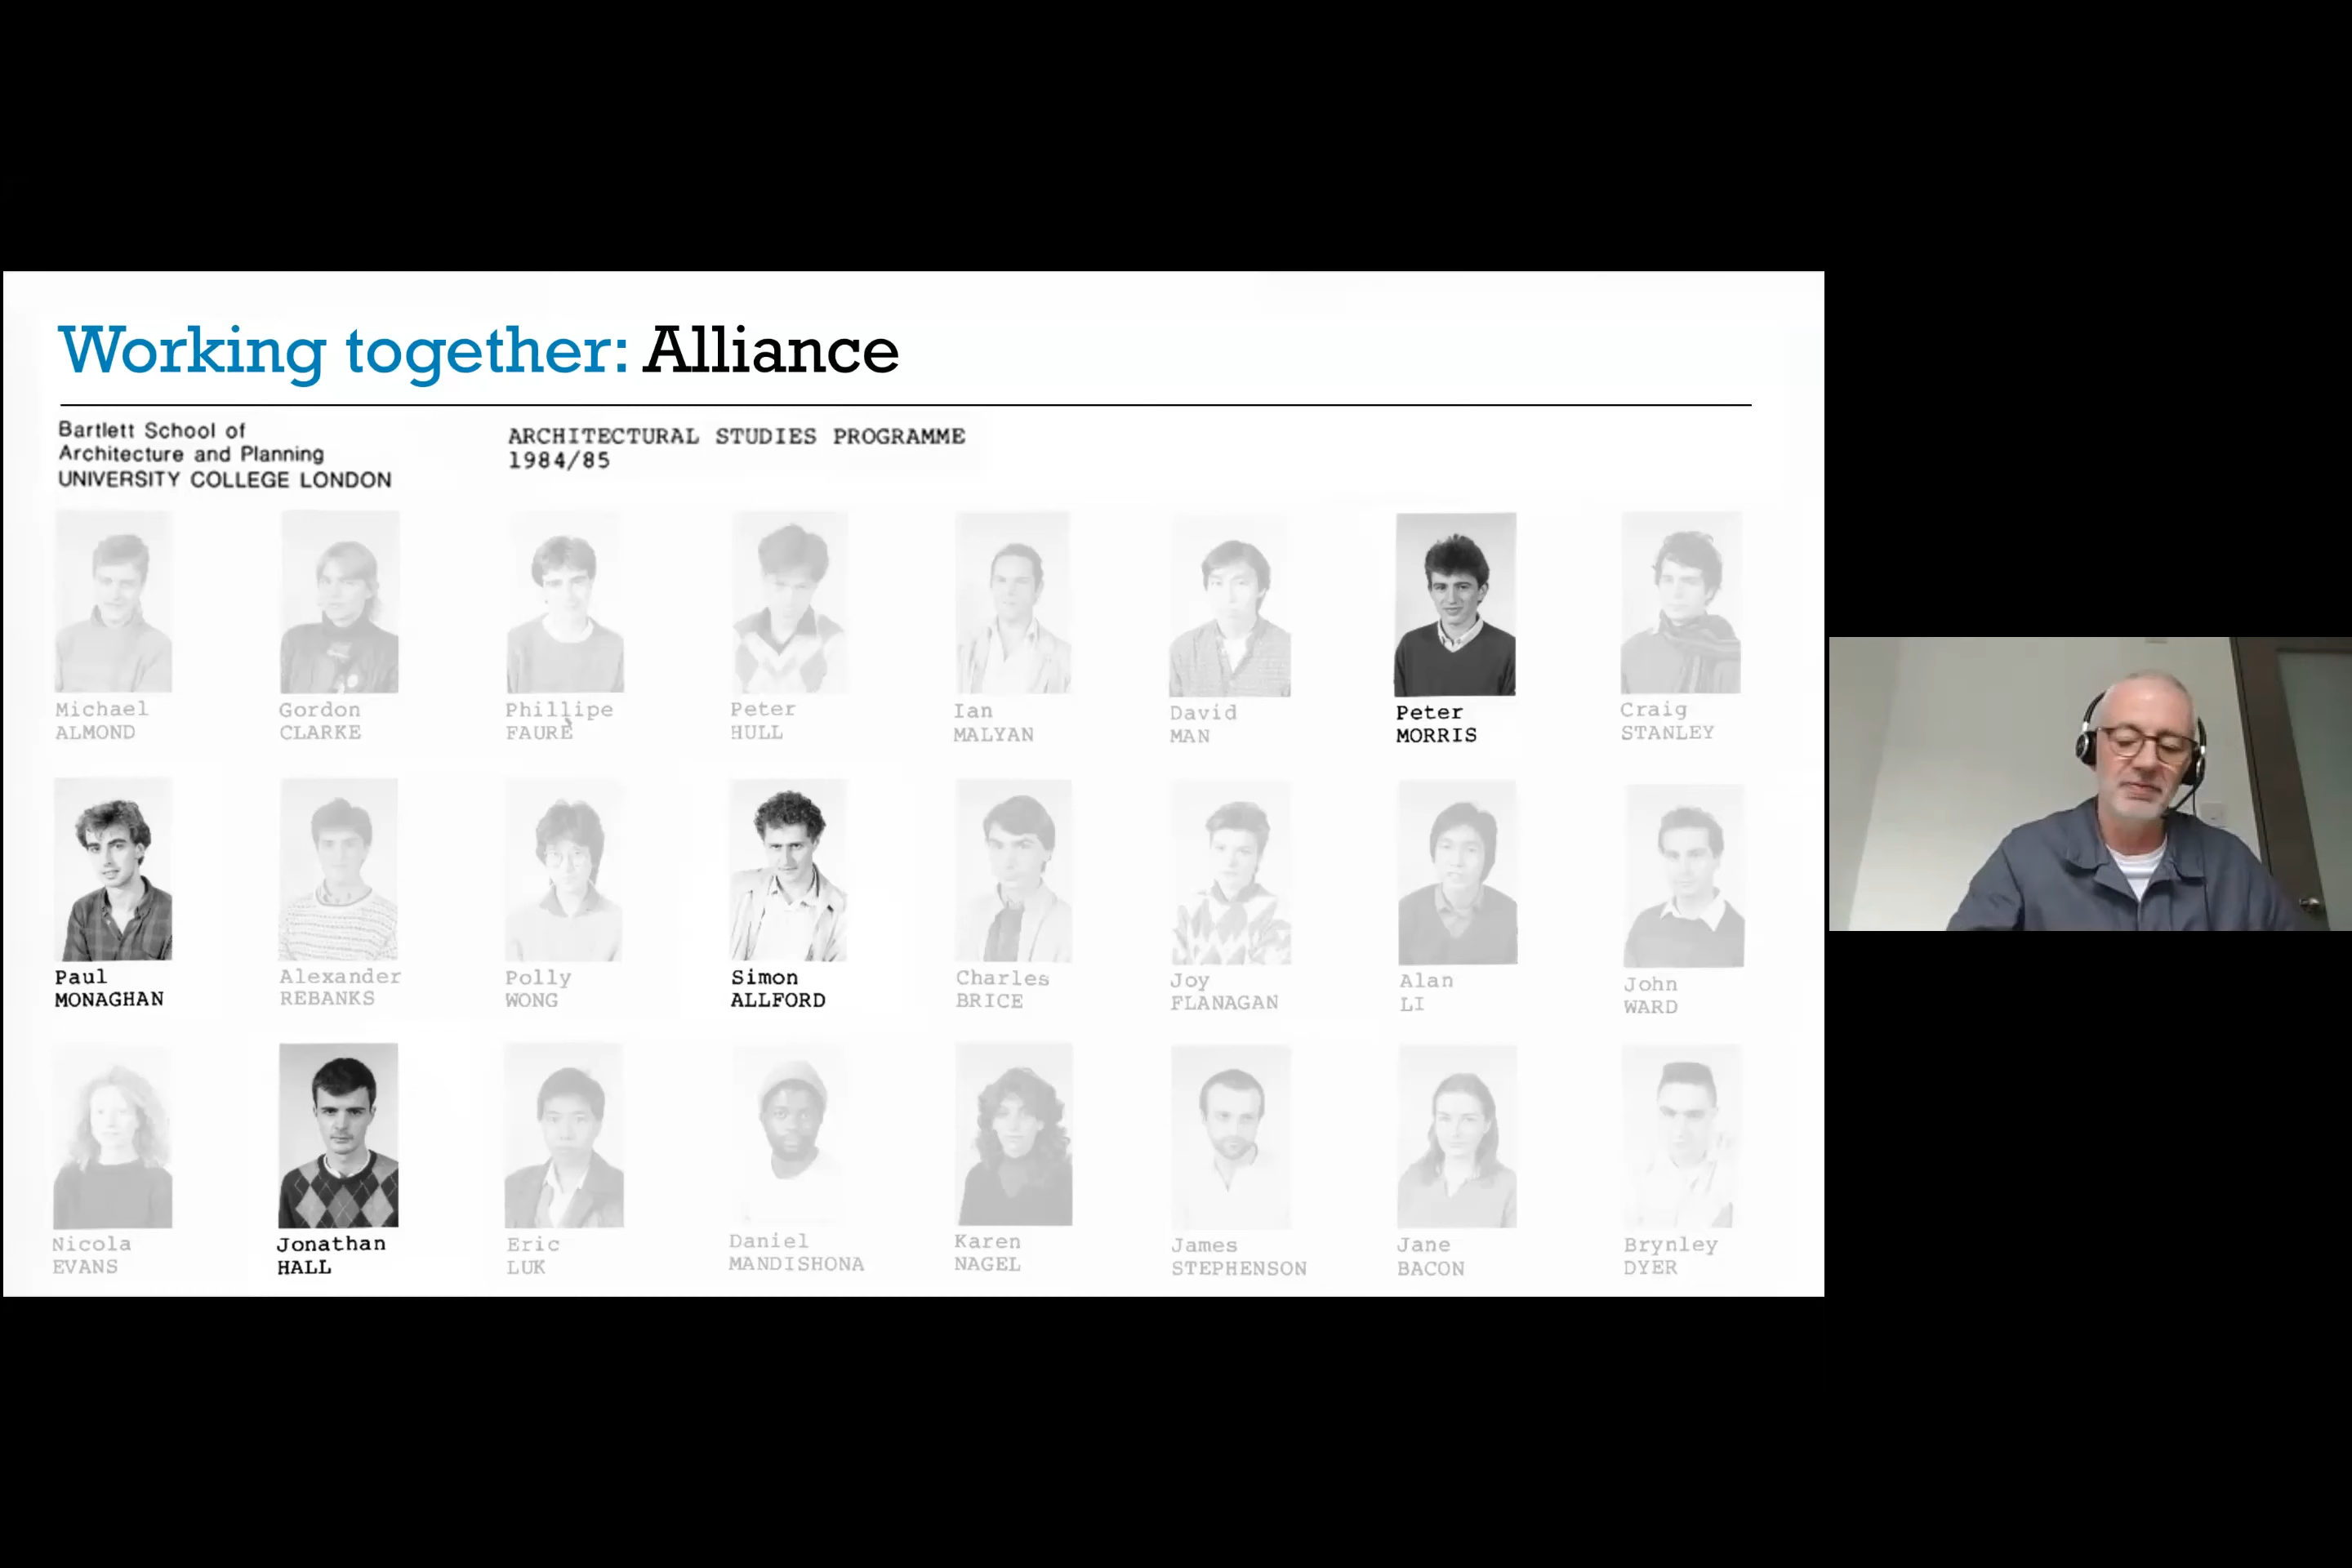 Working together: Alliance
Bartlett School of
Architecture and Planning
UNIVERSITY COLLEGE LONDON
ARCHITECTURAL STUDIES PROGRAMME
1984/85
Michael
ALMOND
Gordon
CLARKE
Phillipe
FAURE
Peter
HULL
Ian
MALYAN
David
MAN
Peter
MORRIS
Craig
STANLEY
Paul
MONAGHAN
Alexander
REBANKS
Polly
WONG
Simon
ALLFORD
Charles
BRICE
Joy
FLANAGAN
Alan
LI
John
WARD
Nicola
EVANS
Jonathan
HALL
Eric
LUK
Daniel
MANDISHONA
Karen
NAGEL
James
STEPHENSON
Jane
BACON
Brynley
DYER